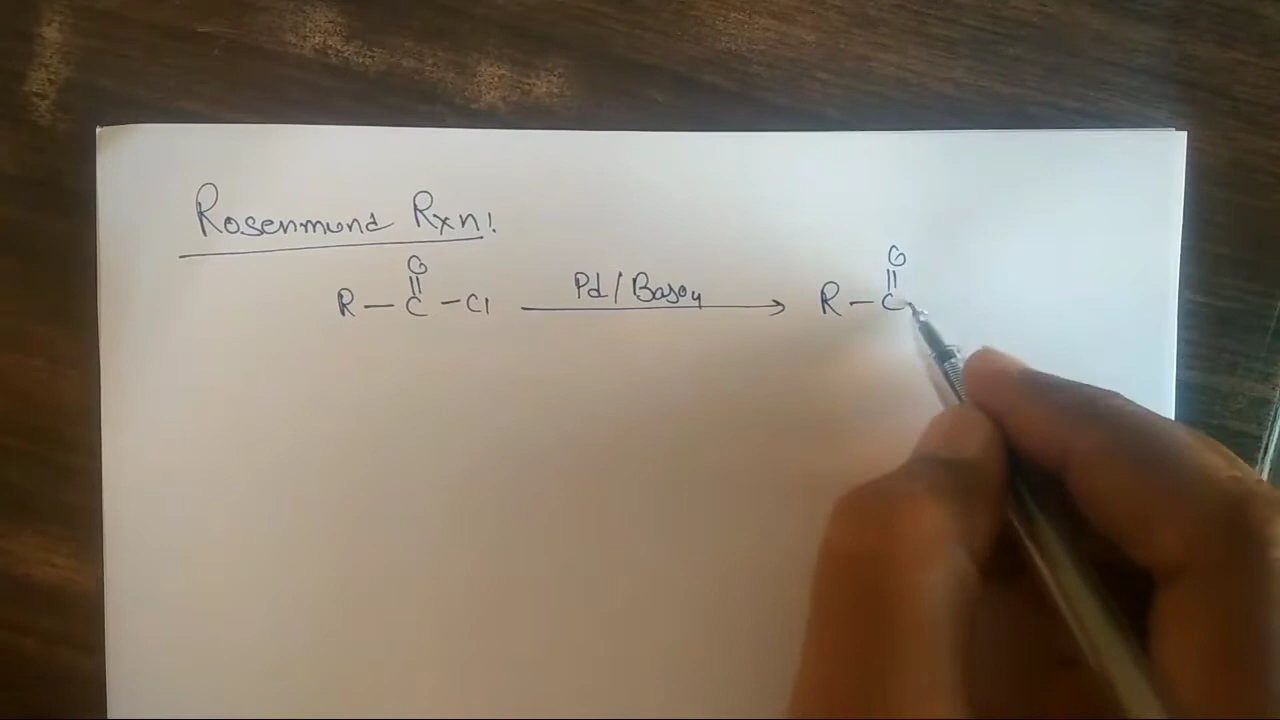 Rosenmund Rxn!
O O
|| ||
R - C - Cl Pd/BaSO4 → R - C